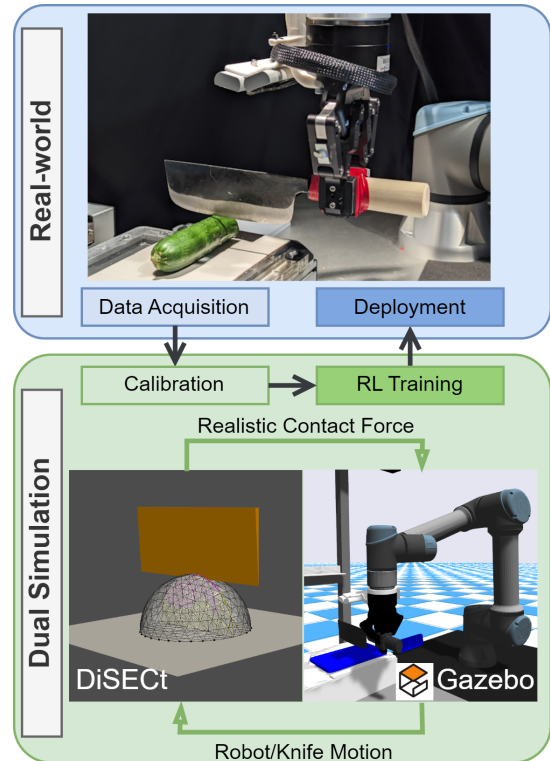 Real-world
Data Acquisition
Deployment
Calibration
RL Training
Realistic Contact Force
Dual Simulation
DiSECt
Gazebo
Robot/Knife Motion